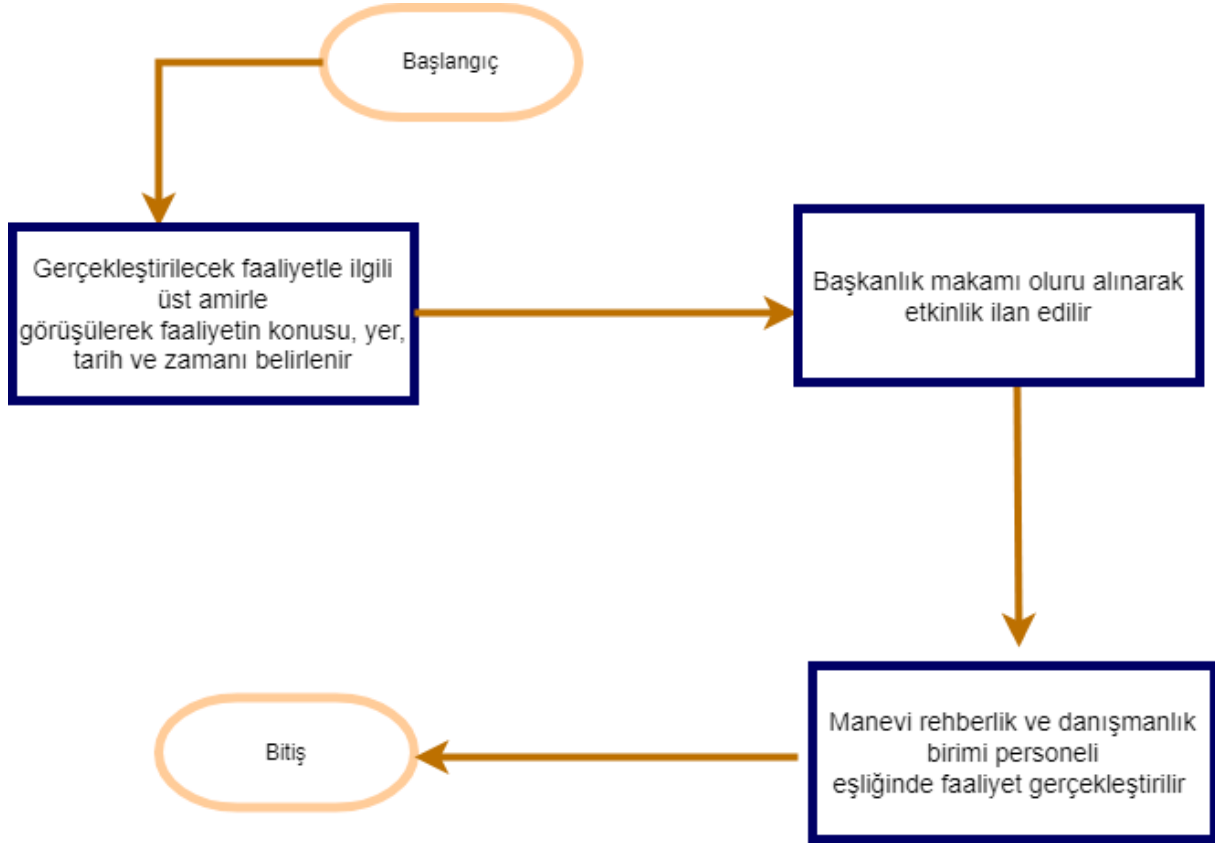 Başlangıç
Gerçekleştirilecek faaliyetle ilgili
üst amirle
görüşülerek faaliyetin konusu, yer,
tarih ve zamanı belirlenir
Başkanlık makamı oluru alınarak
etkinlik ilan edilir
Manevi rehberlik ve danışmanlık
birimi personeli
eşliğinde faaliyet gerçekleştirilir
Bitiş